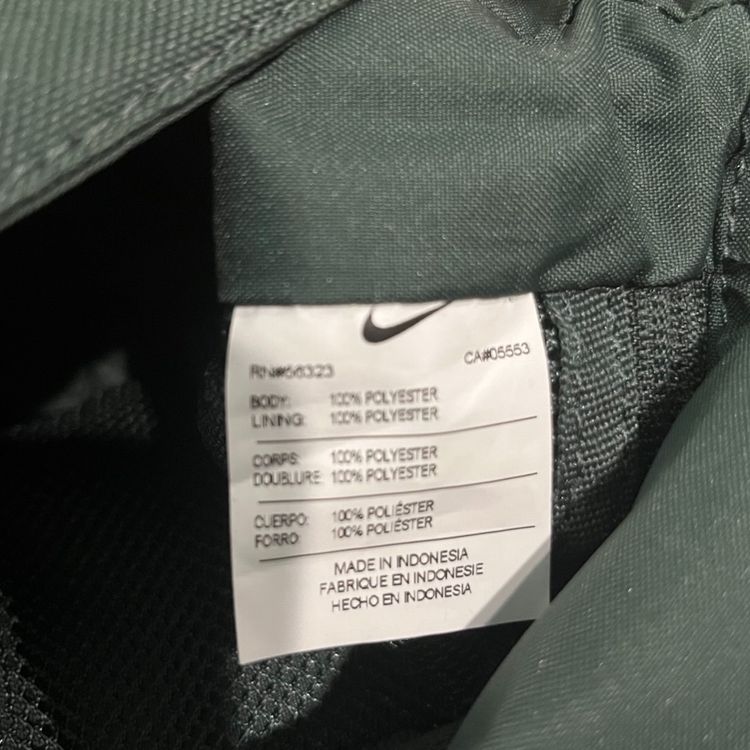 RN#56323 CA#05553
BODY: 100% POLYESTER
LINING: 100% POLYESTER
CORPS: 100% POLYESTER
DOUBLURE: 100% POLYESTER
CUERPO: 100% POLIÉSTER
FORRO: 100% POLIÉSTER
MADE IN INDONESIA
FABRIQUE EN INDONESIE
HECHO EN INDONESIA